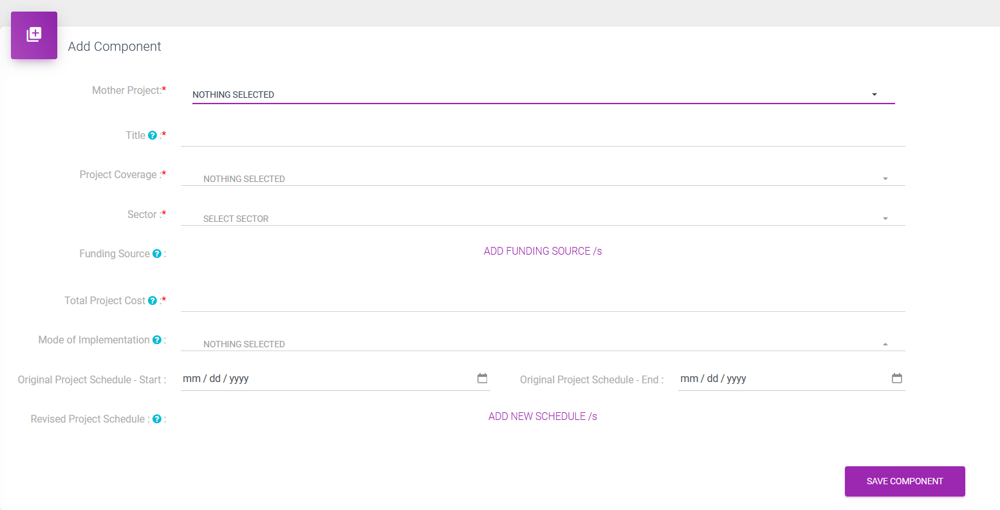 Add Component
Mother Project:*
NOTHING SELECTED
Title ? :*
Project Coverage :*
NOTHING SELECTED
Sector :*
SELECT SECTOR
Funding Source ? :
ADD FUNDING SOURCE /s
Total Project Cost ? :*
Mode of Implementation ? :
NOTHING SELECTED
Original Project Schedule - Start : mm / dd / yyyy Original Project Schedule - End : mm / dd / yyyy
Revised Project Schedule : ? :
ADD NEW SCHEDULE /s
SAVE COMPONENT